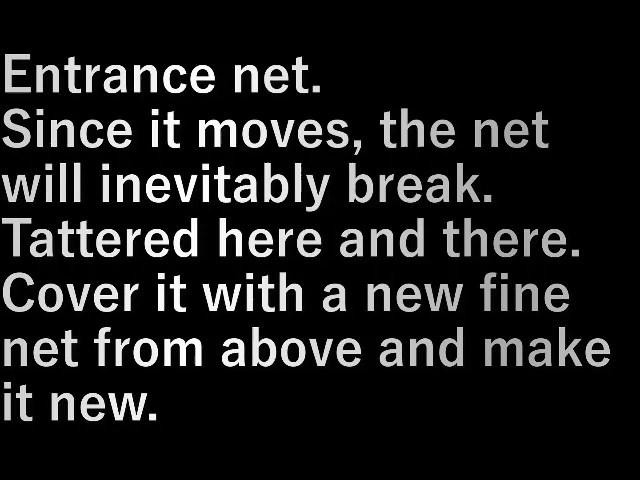 Entrance net.
Since it moves, the net
will inevitably break.
Tattered here and there.
Cover it with a new fine
net from above and make
it new.